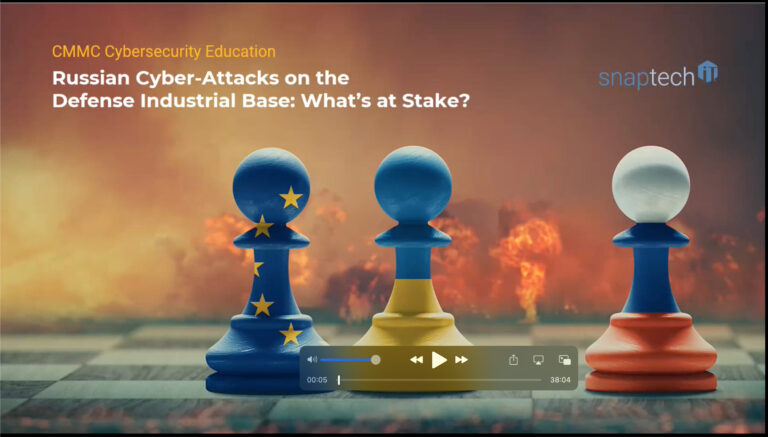 CMMC Cybersecurity Education
Russian Cyber-Attacks on the
Defense Industrial Base: What's at Stake?
snaptech IT
00:05
38:04